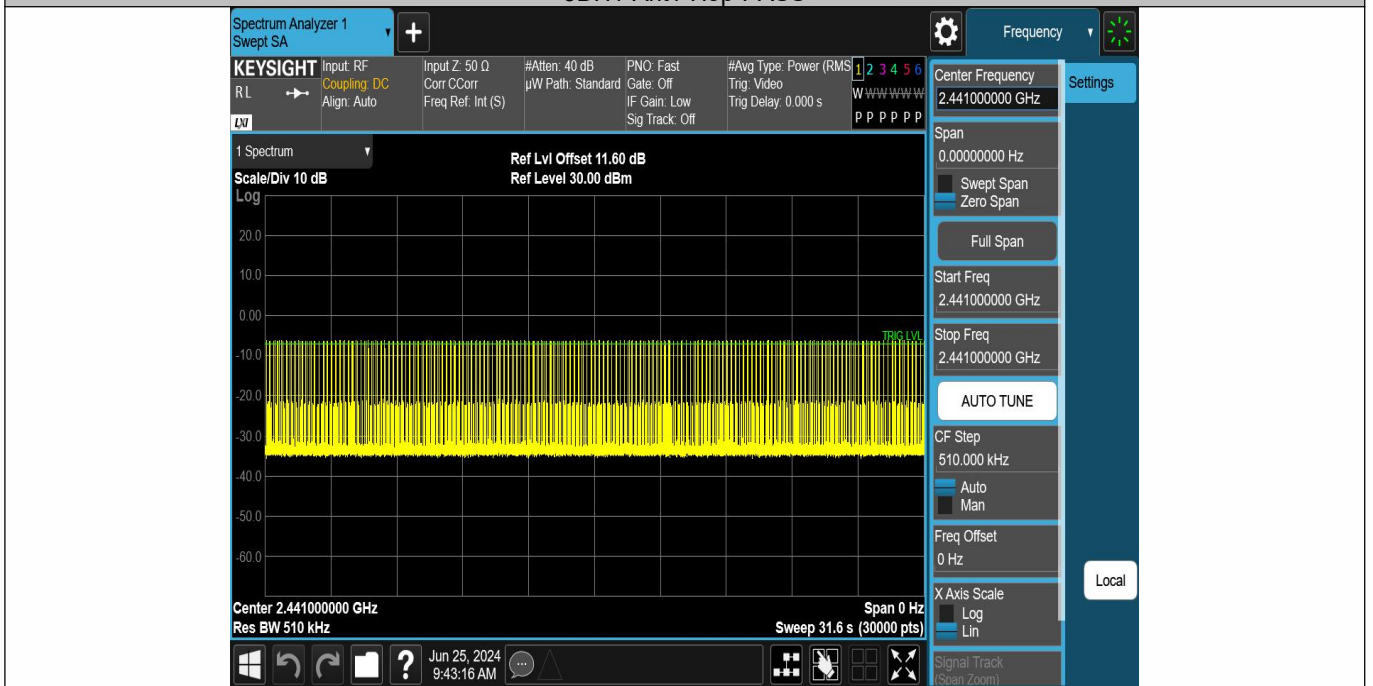 Spectrum Analyzer 1
Swept SA
+
Frequency
KEYSIGHT
RL
LXI
Input: RF
Coupling: DC
Align: Auto
Input Z: 50 Ω
Corr CCorr
Freq Ref: Int (S)
#Atten: 40 dB
µW Path: Standard
PNO: Fast
Gate: Off
IF Gain: Low
Sig Track: Off
#Avg Type: Power (RMS
Trig: Video
Trig Delay: 0.000 s
1 2 3 4 5 6
W W W W W W
P P P P P P
Center Frequency
2.441000000 GHz
Settings
Span
0.00000000 Hz
Swept Span
Zero Span
Full Span
Start Freq
2.441000000 GHz
Stop Freq
2.441000000 GHz
AUTO TUNE
CF Step
510.000 kHz
Auto
Man
Freq Offset
0 Hz
X Axis Scale
Log
Lin
Signal Track
(Span Zoom)
Local
1 Spectrum
Scale/Div 10 dB
Ref Lvl Offset 11.60 dB
Ref Level 30.00 dBm
Log
20.0
10.0
0.00
-10.0
-20.0
-30.0
-40.0
-50.0
-60.0
TRIG LVL
Center 2.441000000 GHz
Span 0 Hz
Res BW 510 kHz
Sweep 31.6 s (30000 pts)
?
Jun 25, 2024
9:43:16 AM